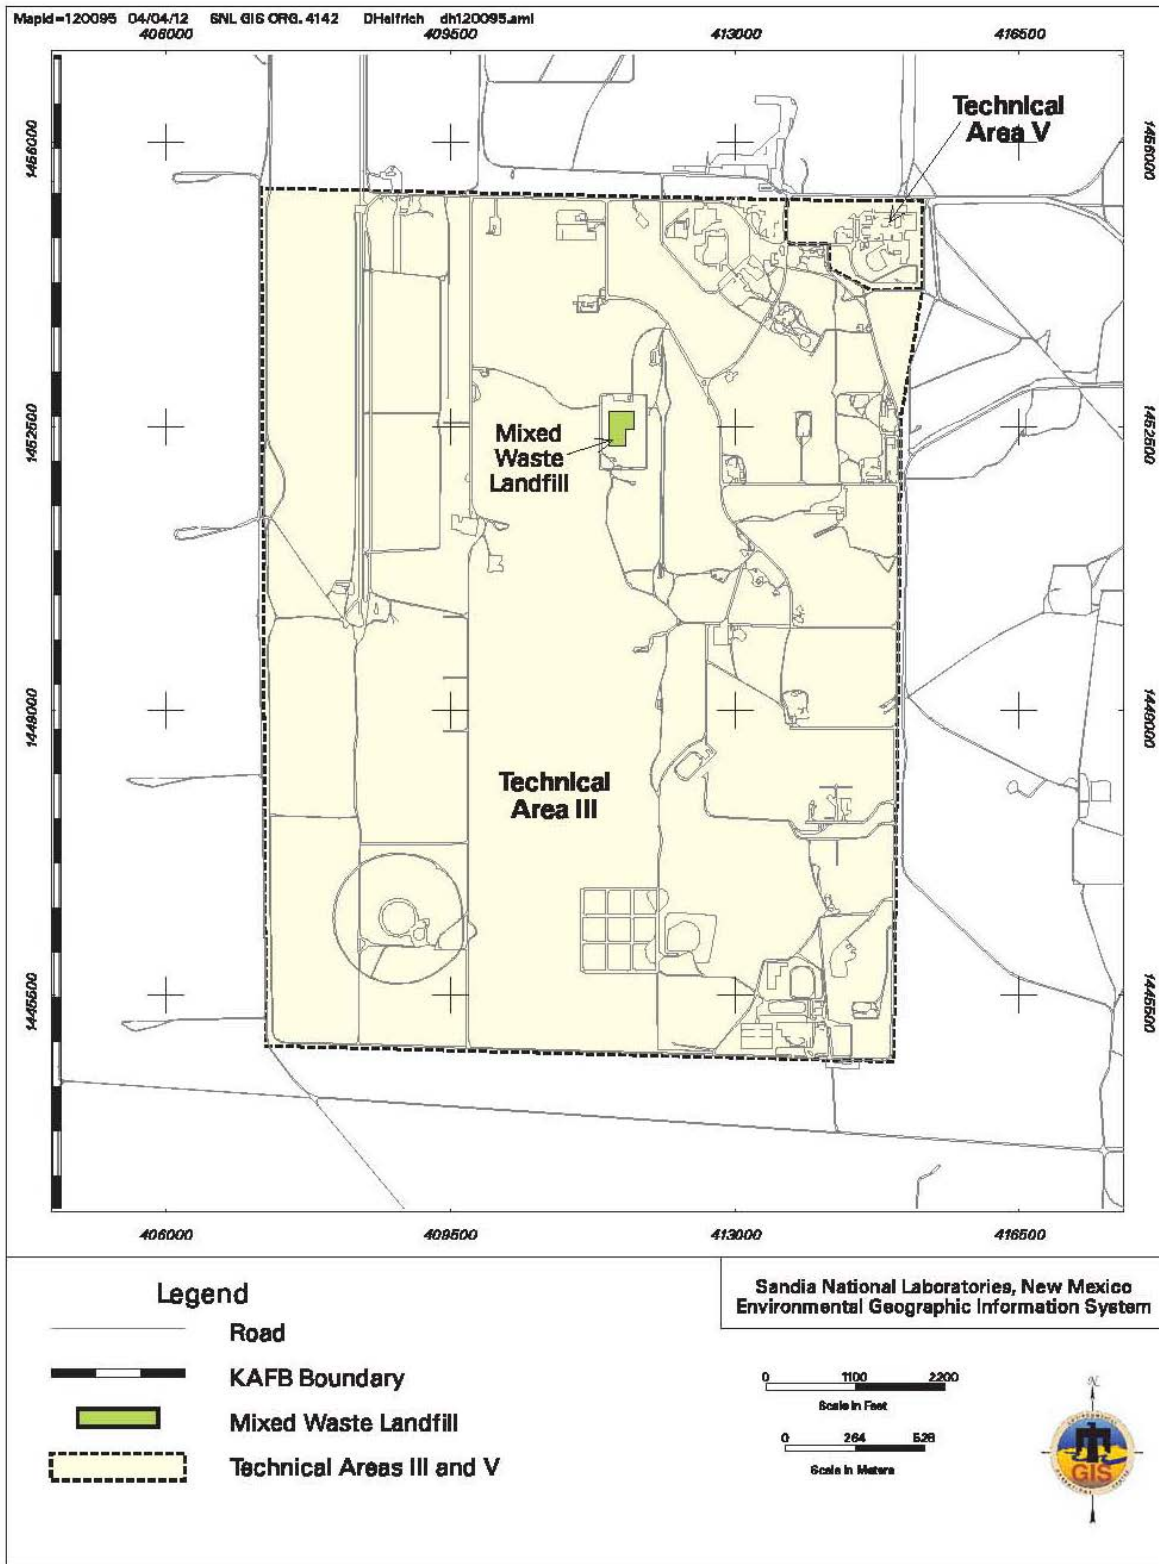 MapId=120095 04/04/12 SNL GIS ORG. 4142 DHelfrich dh120095.aml
406000 409500 413000 416500
Technical
Area V
1456000 1456000
1452500 1452500
Mixed
Waste
Landfill
1449000 1449000
Technical
Area III
1445500 1445500
406000 409500 413000 416500
Legend
Road
KAFB Boundary
Mixed Waste Landfill
Technical Areas III and V
Sandia National Laboratories, New Mexico
Environmental Geographic Information System
0 1100 2200
Scale in Feet
0 264 528
Scale in Meters
N
GIS